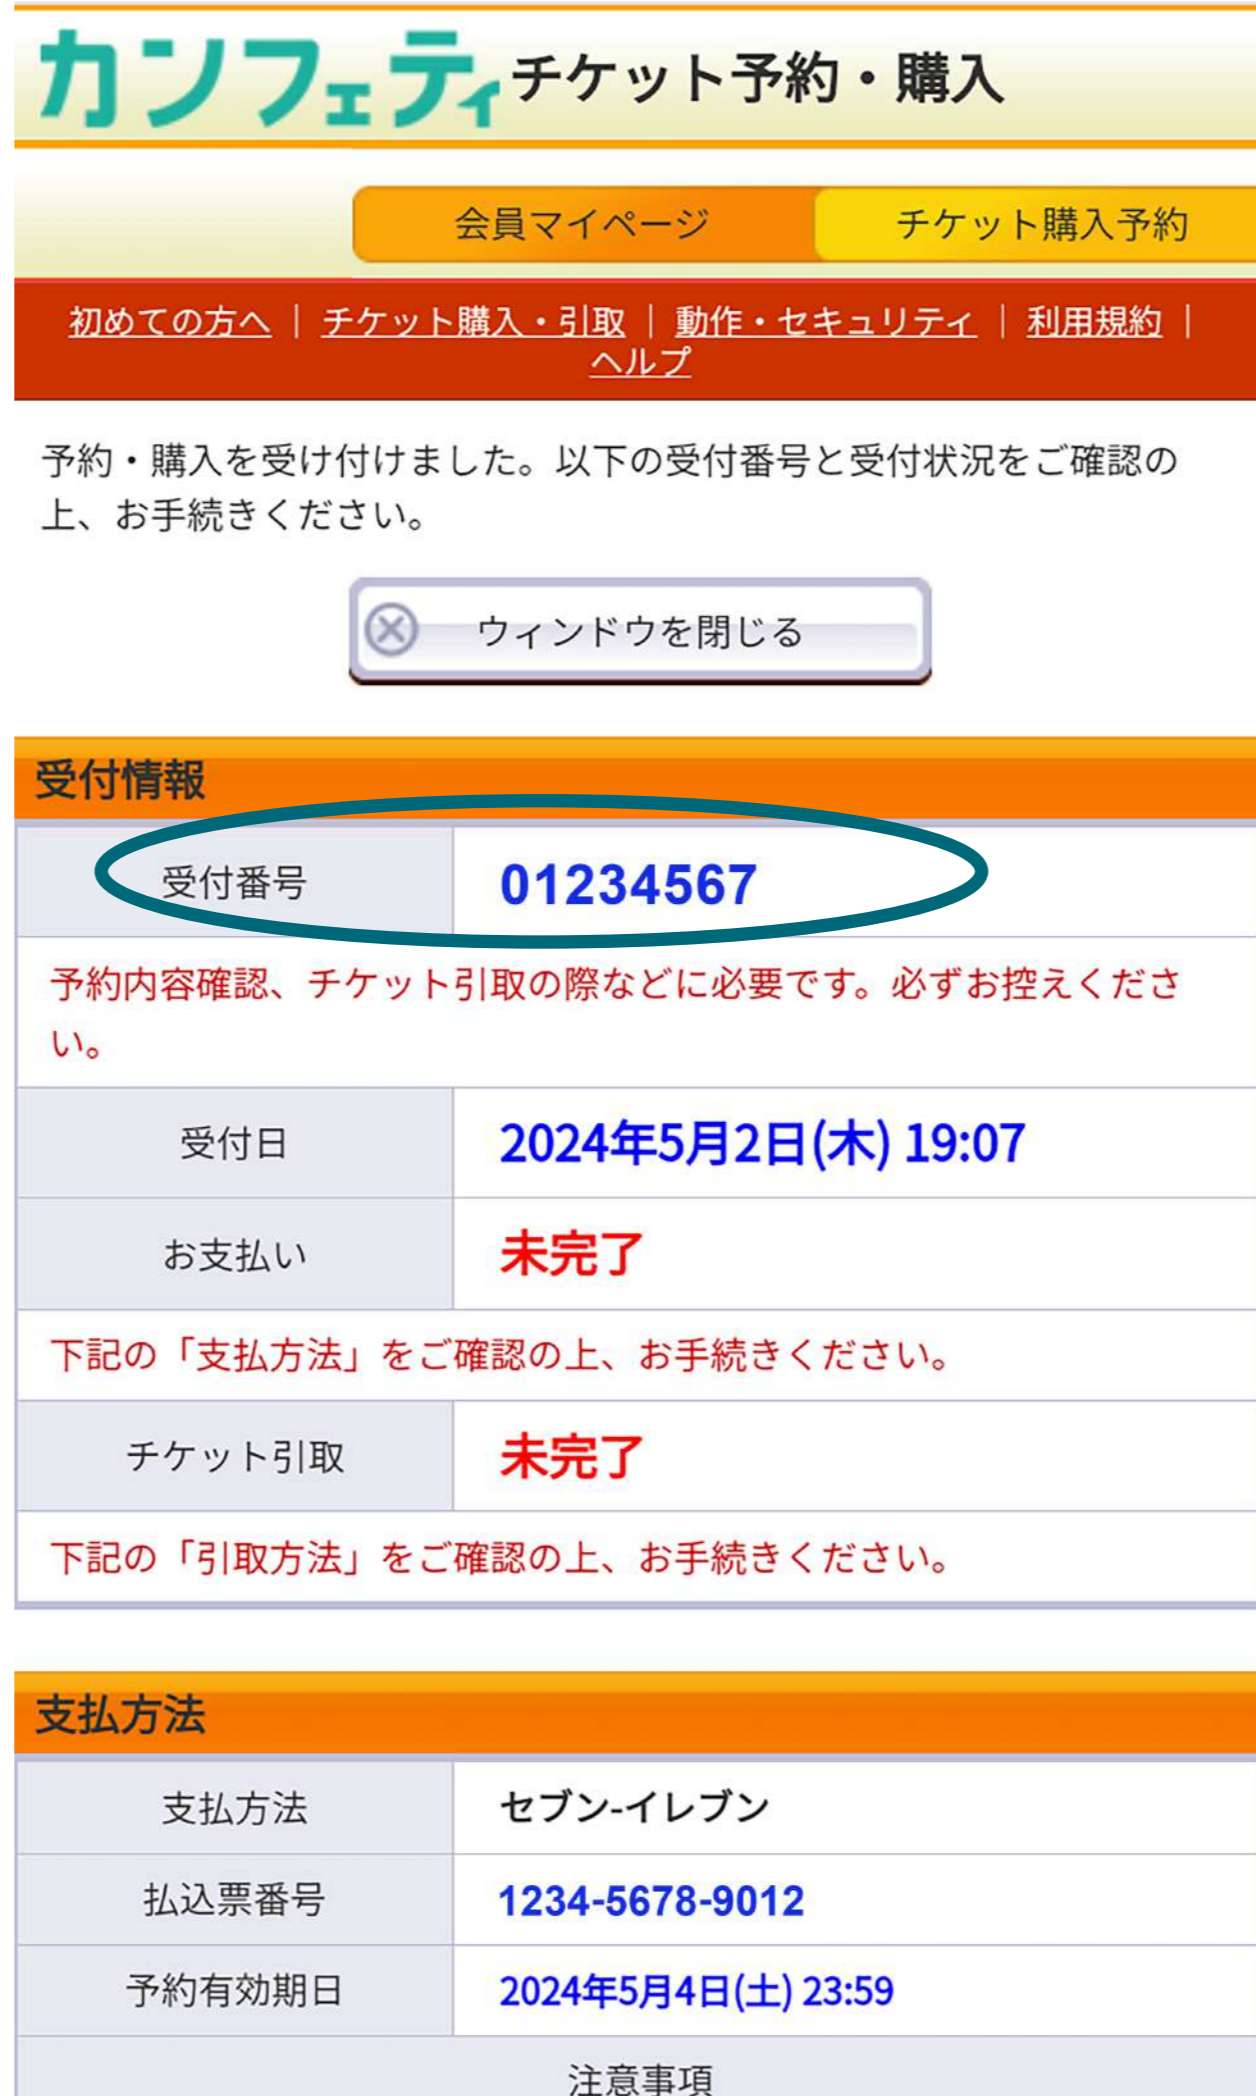 カンフェティチケット予約・購入
会員マイページ チケット購入予約
初めての方へ | チケット購入・引取 | 動作・セキュリティ | 利用規約 |
ヘルプ
予約・購入を受け付けました。以下の受付番号と受付状況をご確認の
上、お手続きください。
ウィンドウを閉じる
受付情報
受付番号 01234567
予約内容確認、チケット引取の際などに必要です。必ずお控えくださ
い。
受付日 2024年5月2日(木) 19:07
お支払い 未完了
下記の「支払方法」をご確認の上、お手続きください。
チケット引取 未完了
下記の「引取方法」をご確認の上、お手続きください。
支払方法
支払方法 セブン-イレブン
払込票番号 1234-5678-9012
予約有効期日 2024年5月4日(土) 23:59
注意事項